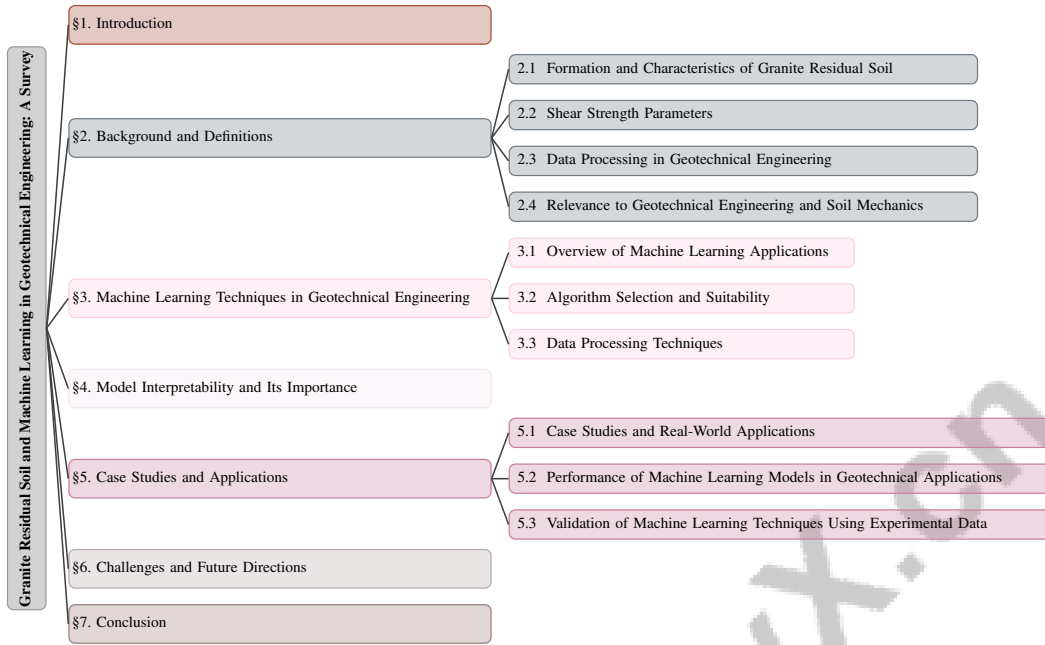 Granite Residual Soil and Machine Learning in Geotechnical Engineering: A Survey
§1. Introduction
§2. Background and Definitions
2.1 Formation and Characteristics of Granite Residual Soil
2.2 Shear Strength Parameters
2.3 Data Processing in Geotechnical Engineering
2.4 Relevance to Geotechnical Engineering and Soil Mechanics
§3. Machine Learning Techniques in Geotechnical Engineering
3.1 Overview of Machine Learning Applications
3.2 Algorithm Selection and Suitability
3.3 Data Processing Techniques
§4. Model Interpretability and Its Importance
§5. Case Studies and Applications
5.1 Case Studies and Real-World Applications
5.2 Performance of Machine Learning Models in Geotechnical Applications
5.3 Validation of Machine Learning Techniques Using Experimental Data
§6. Challenges and Future Directions
§7. Conclusion